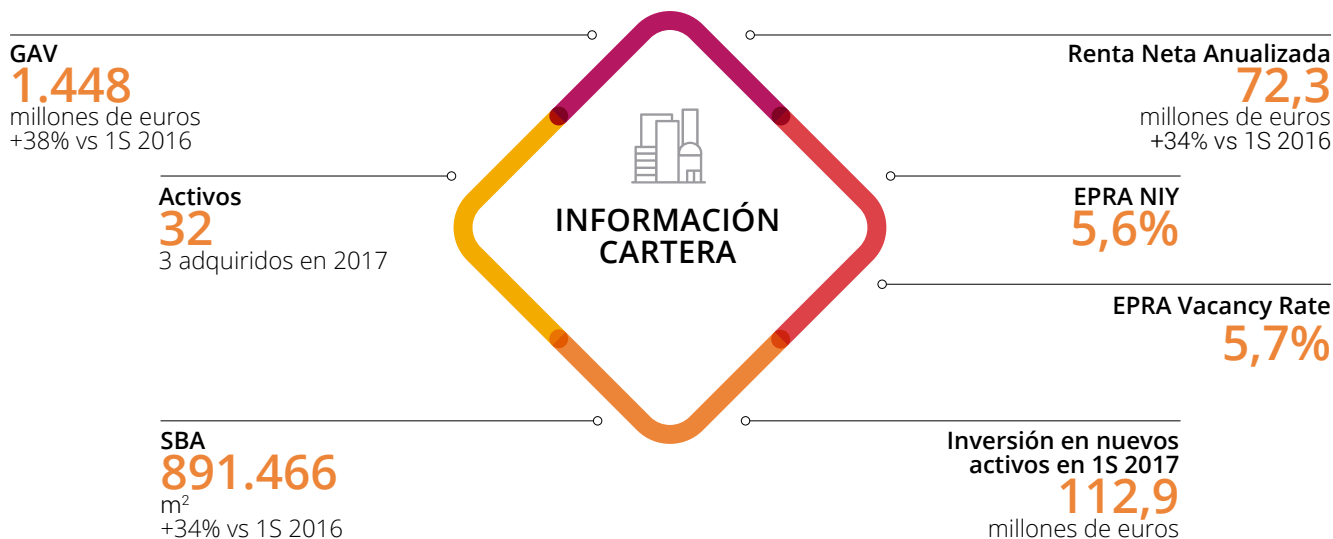 GAV
1.448
millones de euros
+38% vs 1S 2016
Activos
32
3 adquiridos en 2017
SBA
891.466
m²
+34% vs 1S 2016
INFORMACIÓN
CARTERA
Renta Neta Anualizada
72,3
millones de euros
+34% vs 1S 2016
EPRA NIY
5,6%
EPRA Vacancy Rate
5,7%
Inversión en nuevos
activos en 1S 2017
112,9
millones de euros